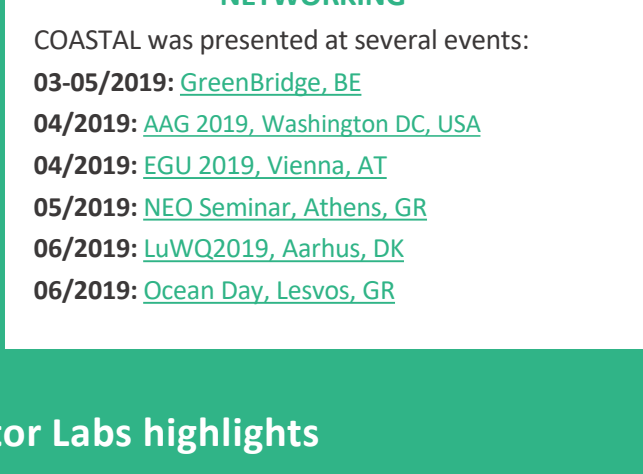 NETWORKING
COASTAL was presented at several events:
03-05/2019: GreenBridge, BE
04/2019: AAG 2019, Washington DC, USA
04/2019: EGU 2019, Vienna, AT
05/2019: NEO Seminar, Athens, GR
06/2019: LuWQ2019, Aarhus, DK
06/2019: Ocean Day, Lesvos, GR
tor Labs highlights